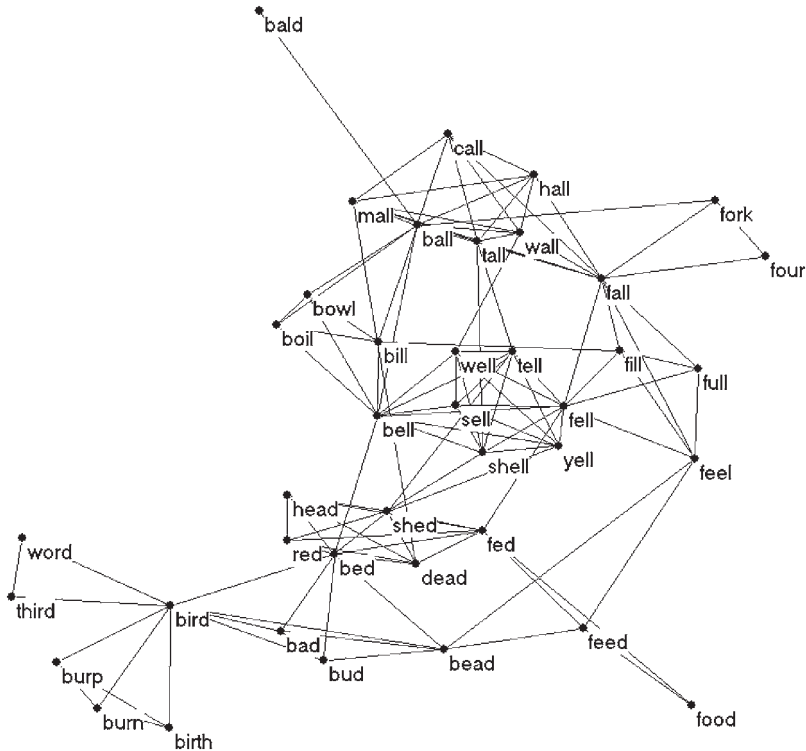 bald
call
hall
mall
ball
tall
wall
fork
four
fall
bowl
boil
bill
well
tell
fill
full
bell
sell
fell
shell
yell
feel
head
shed
red
bed
dead
fed
word
third
bird
bad
bud
bead
feed
burp
burn
birth
food